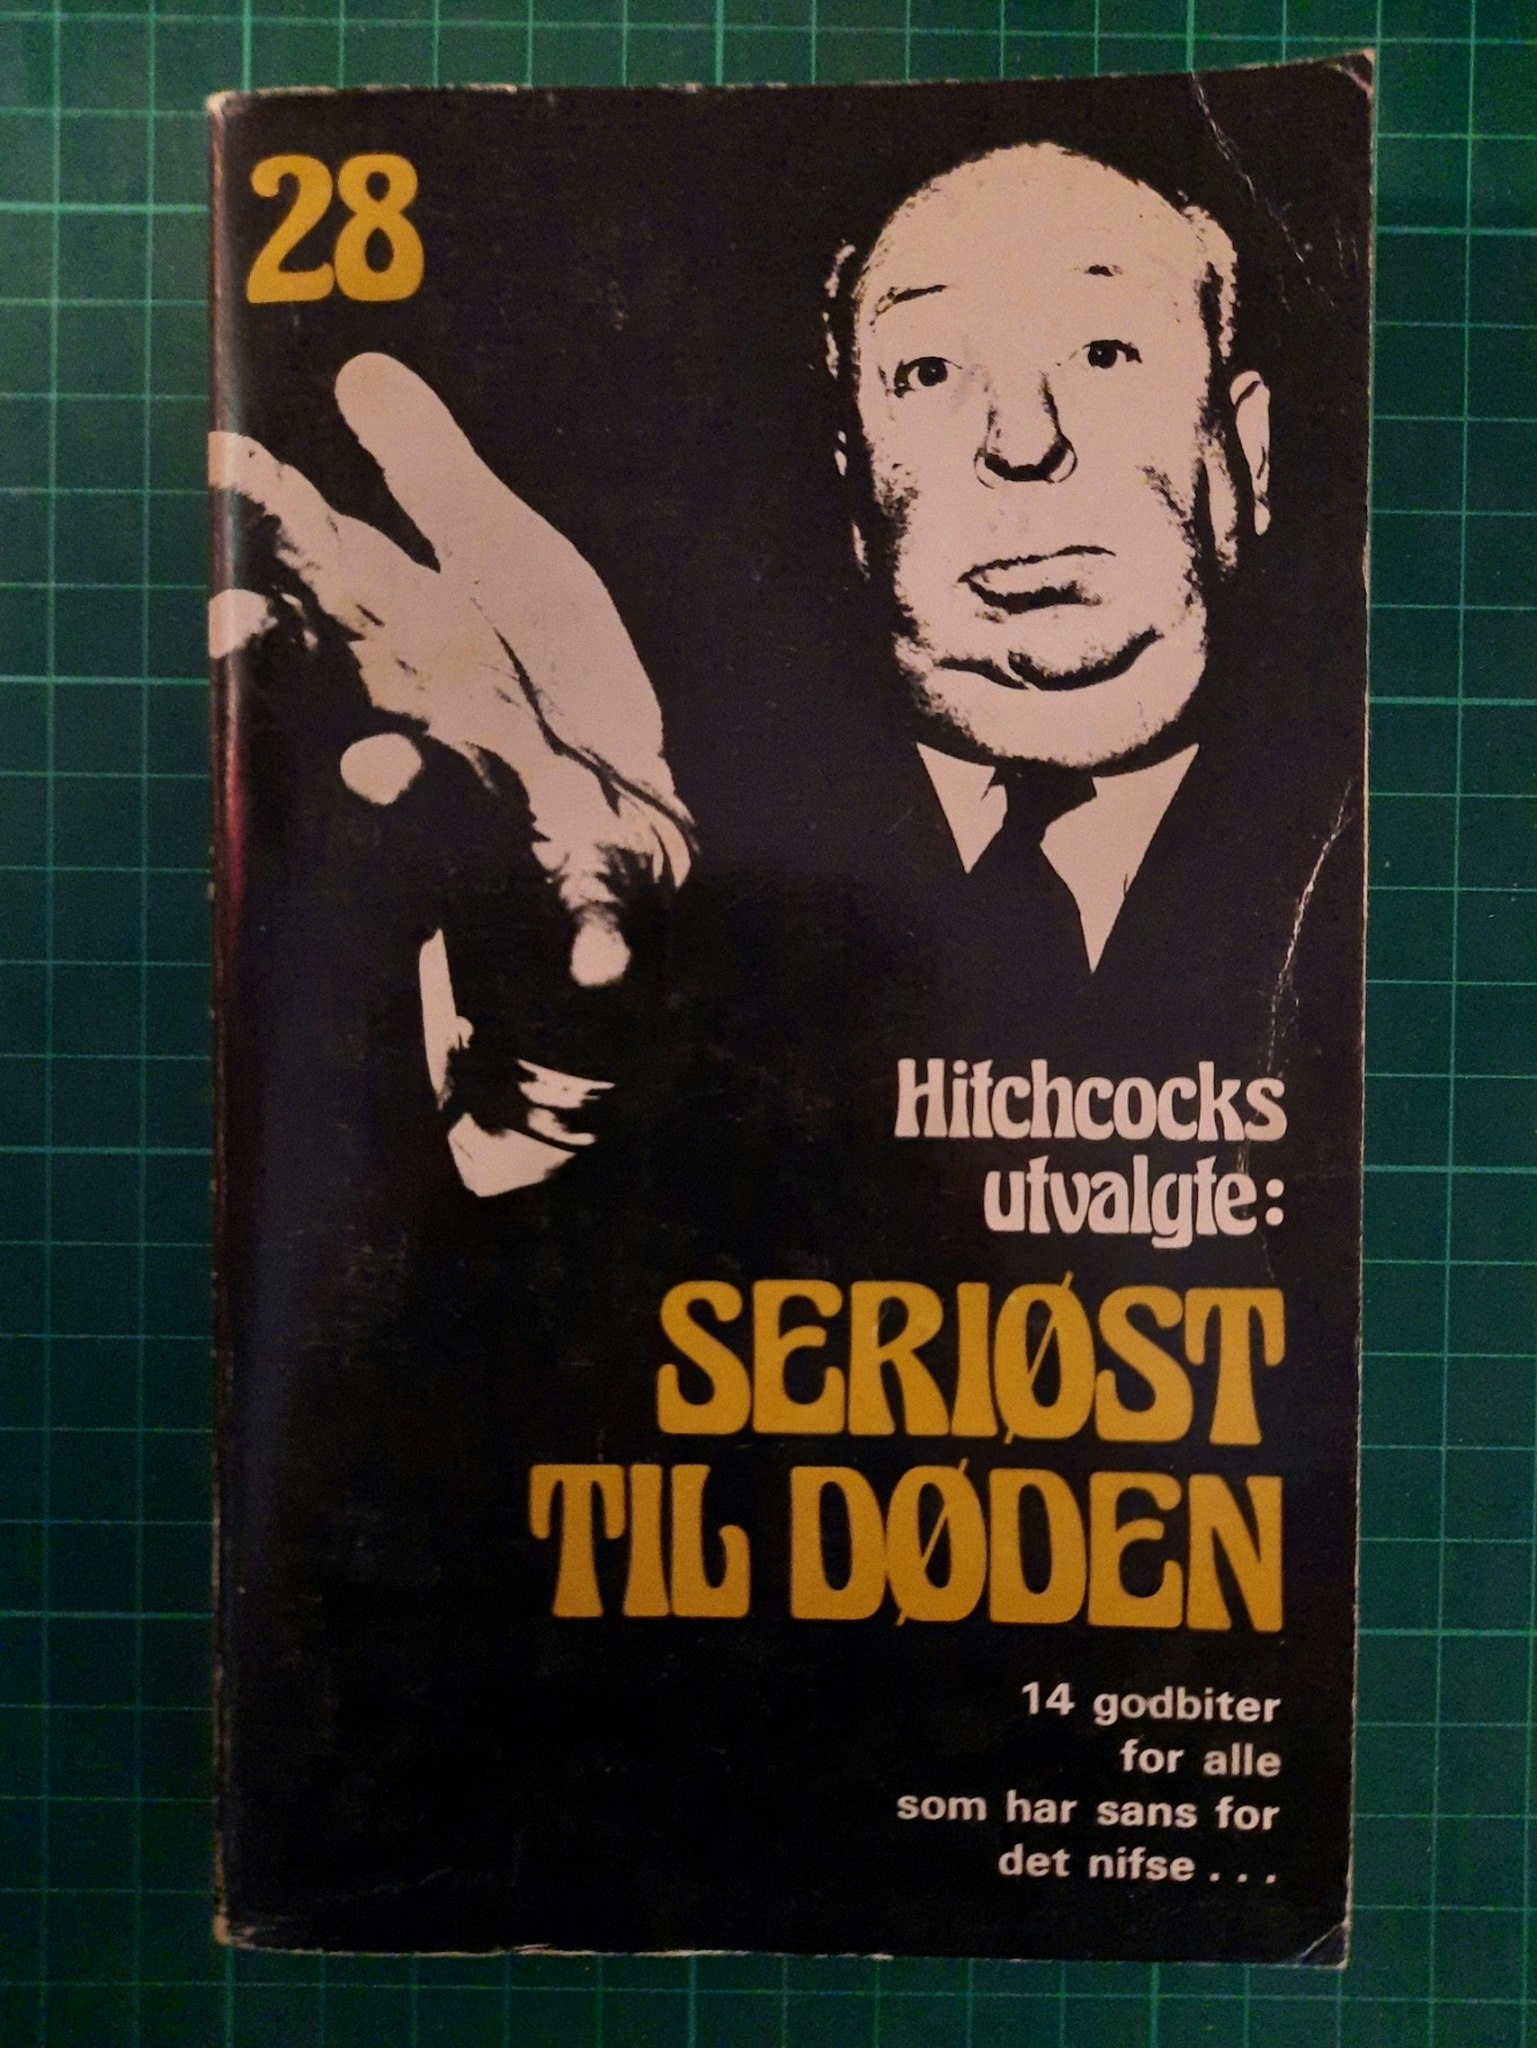 28
Hitchcocks
utvalgte:
SERIØST
TIL DØDEN
14 godbiter
for alle
som har sans for
det nifse...